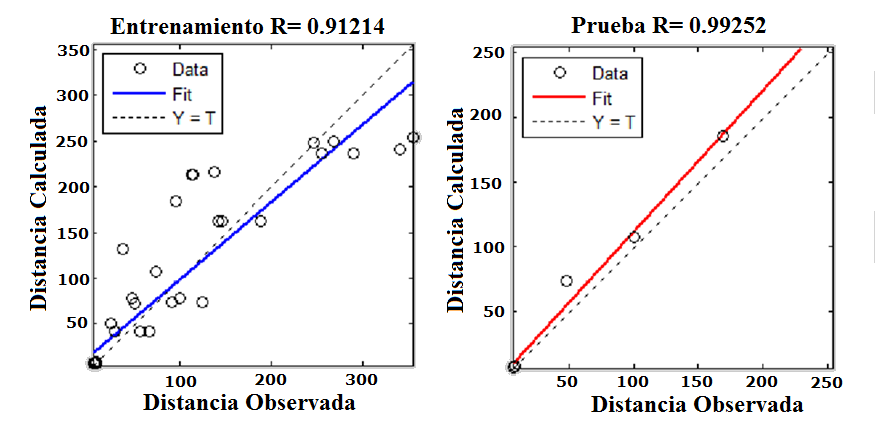 Entrenamiento R= 0.91214
Distancia Calculada
350
300
250
200
150
100
50
Data
Fit
Y = T
100
200
300
Distancia Observada
Prueba R= 0.99252
Distancia Calculada
250
200
150
100
50
Data
Fit
Y = T
50
100
150
200
250
Distancia Observada